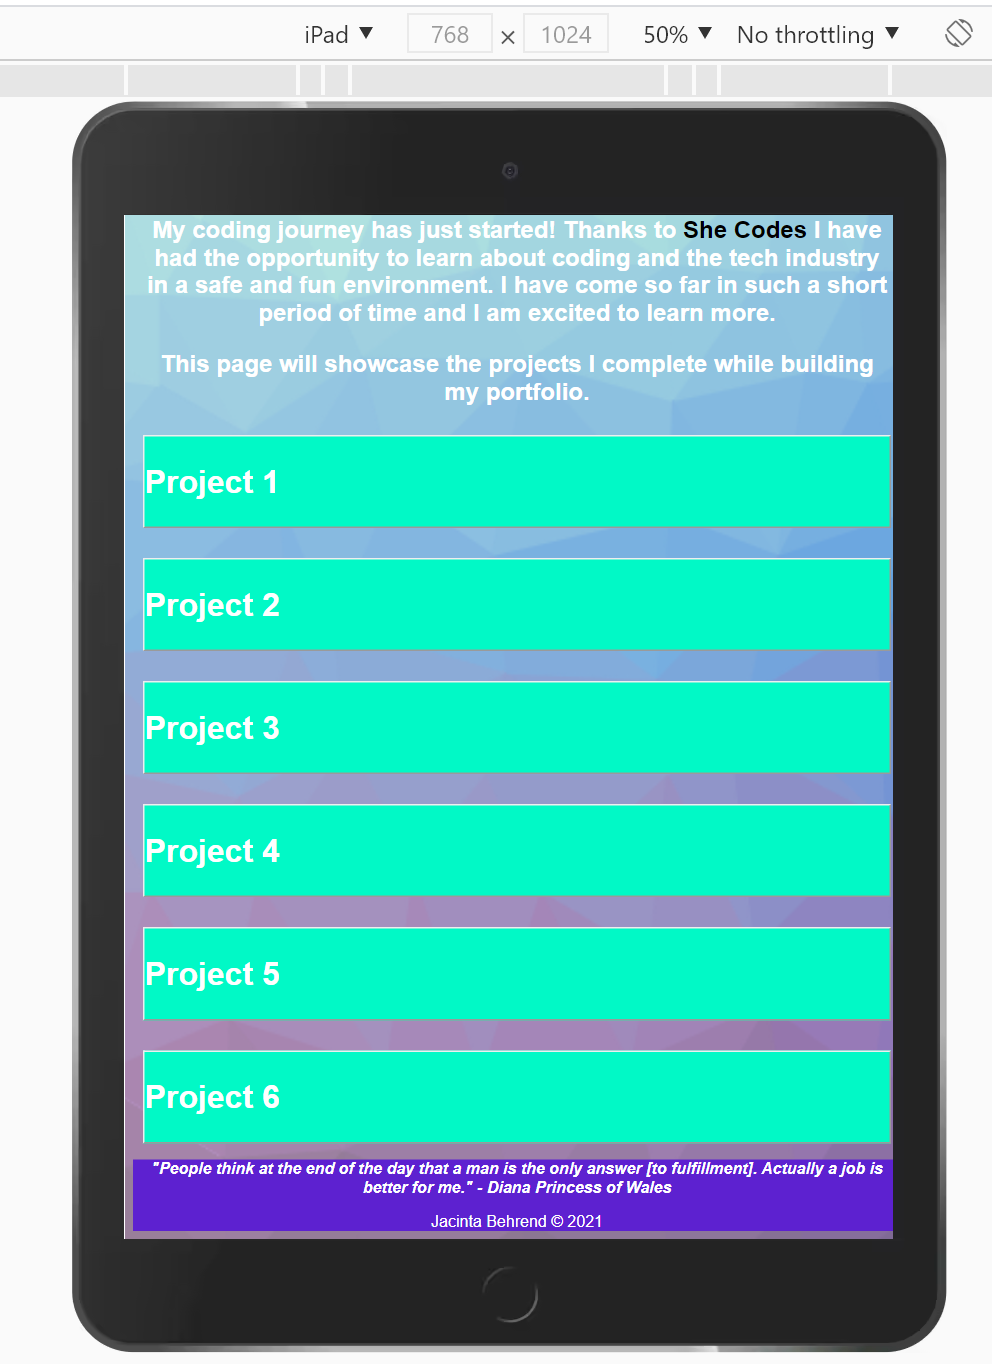 iPad ▼ 768 × 1024 50% ▼ No throttling ▼
My coding journey has just started! Thanks to She Codes I have
had the opportunity to learn about coding and the tech industry
in a safe and fun environment. I have come so far in such a short
period of time and I am excited to learn more.
This page will showcase the projects I complete while building
my portfolio.
Project 1
Project 2
Project 3
Project 4
Project 5
Project 6
"People think at the end of the day that a man is the only answer [to fulfillment]. Actually a job is
better for me." - Diana Princess of Wales
Jacinta Behrend © 2021